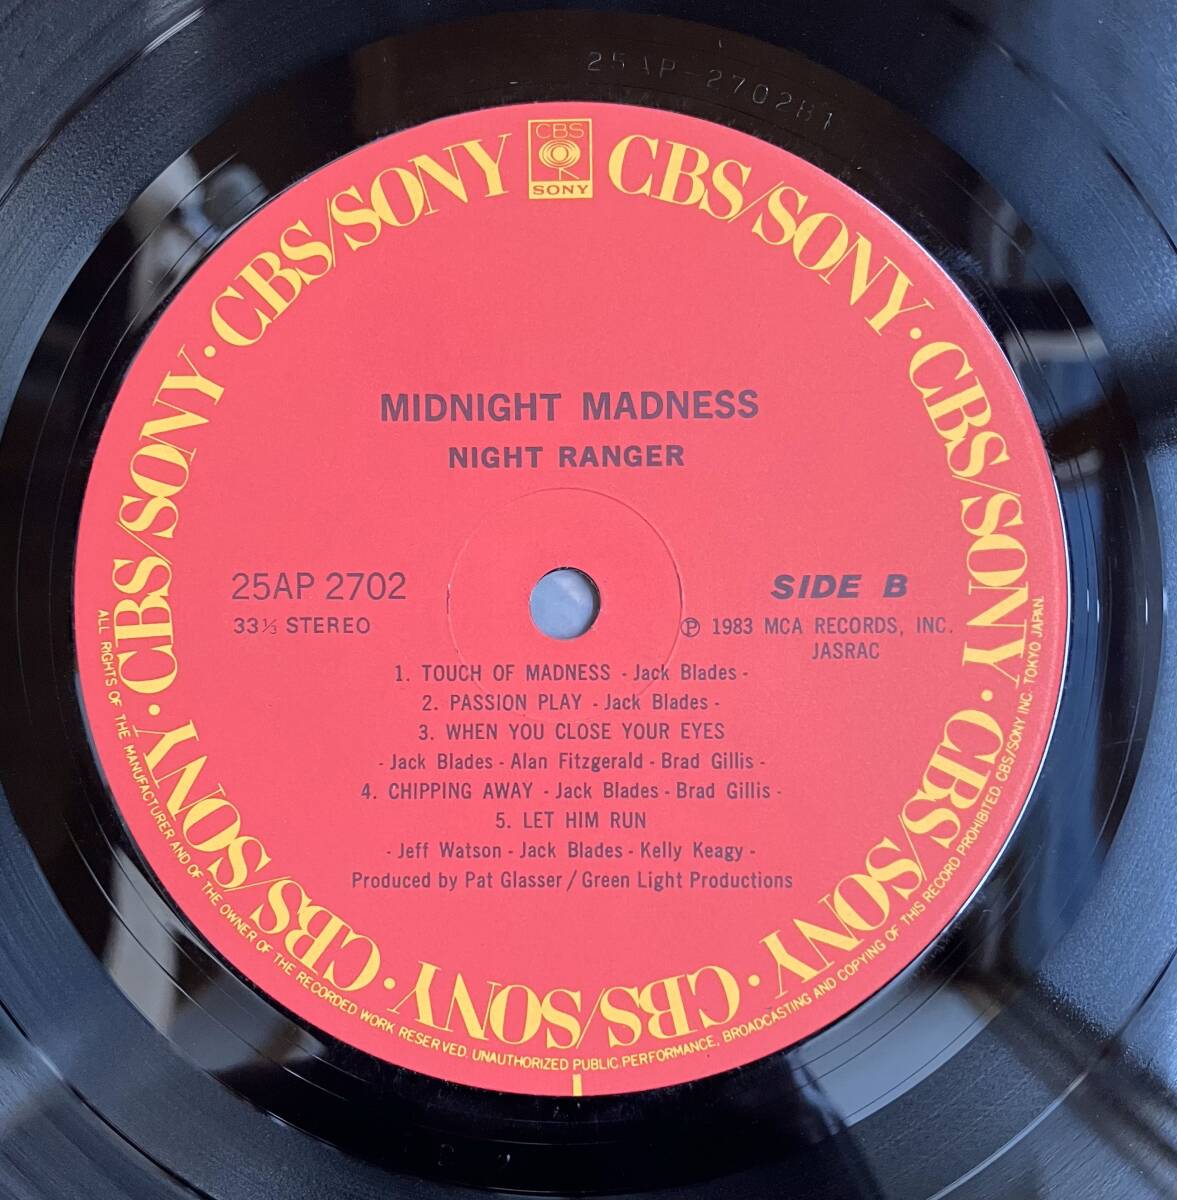 25AP-2702B1
CBS
SONY
CBS/SONY · CBS/SONY · CBS/SONY · CBS/SONY · CBS/SONY · CBS/SONY · CBS/SONY · CBS/SONY
MIDNIGHT MADNESS
NIGHT RANGER
25AP 2702
33⅓ STEREO
SIDE B
Ⓟ 1983 MCA RECORDS, INC.
JASRAC
1. TOUCH OF MADNESS - Jack Blades -
2. PASSION PLAY - Jack Blades -
3. WHEN YOU CLOSE YOUR EYES
- Jack Blades - Alan Fitzgerald - Brad Gillis -
4. CHIPPING AWAY - Jack Blades - Brad Gillis -
5. LET HIM RUN
- Jeff Watson - Jack Blades - Kelly Keagy -
Produced by Pat Glasser / Green Light Productions
ALL RIGHTS OF THE MANUFACTURER AND OF THE OWNER OF THE RECORDED WORK RESERVED. UNAUTHORIZED PUBLIC PERFORMANCE, BROADCASTING AND COPYING OF THIS RECORD PROHIBITED. CBS/SONY INC. TOKYO JAPAN.